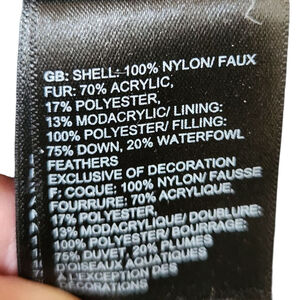 GB: SHELL: 100% NYLON/ FAUX
FUR: 70% ACRYLIC,
17% POLYESTER,
13% MODACRYLIC/ LINING:
100% POLYESTER/ FILLING:
75% DOWN, 20% WATERFOWL
FEATHERS
EXCLUSIVE OF DECORATION
F: COQUE: 100% NYLON/ FAUSSE
FOURRURE: 70% ACRYLIQUE,
17% POLYESTER,
13% MODACRYLIQUE/ DOUBLURE:
100% POLYESTER/ BOURRAGE:
75% DUVET, 20% PLUMES
D'OISEAUX AQUATIQUES
A L'EXCEPTION DES
DÉCORATIONS